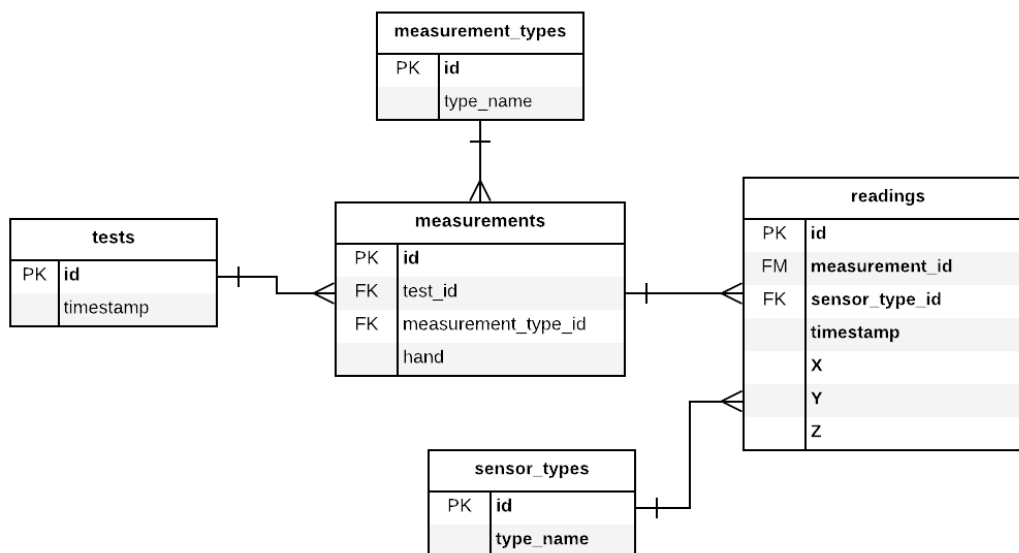 measurement_types
PK id
type_name
tests
PK id
timestamp
measurements
PK id
FK test_id
FK measurement_type_id
hand
readings
PK id
FM measurement_id
FK sensor_type_id
timestamp
X
Y
Z
sensor_types
PK id
type_name